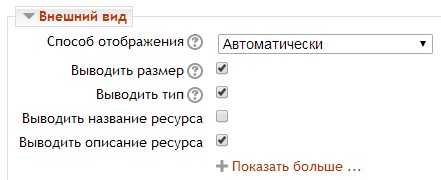 Внешний вид
Способ отображения Автоматически
Выводить размер
Выводить тип
Выводить название ресурса
Выводить описание ресурса
Показать больше ...